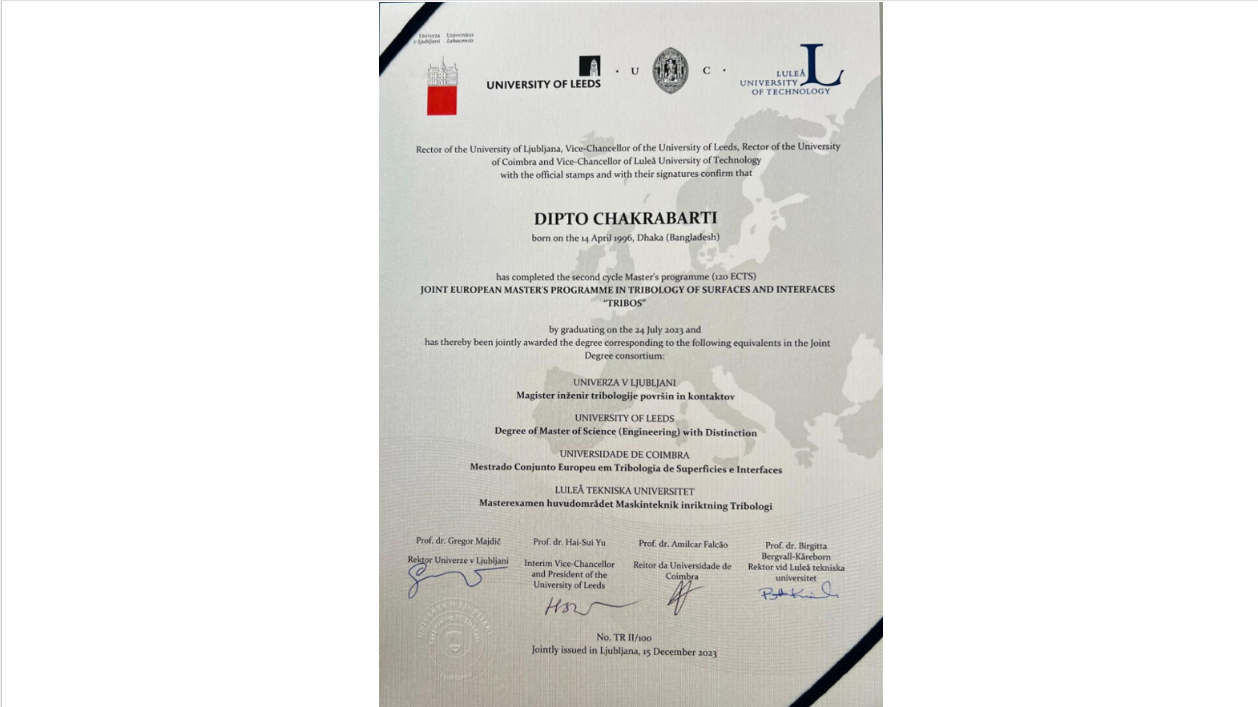 Univerza
v Ljubljani
Universitas
Labacensis
UNIVERSITY OF LEEDS
· U C ·
LULEÅ
UNIVERSITY
OF TECHNOLOGY
Rector of the University of Ljubljana, Vice-Chancellor of the University of Leeds, Rector of the University
of Coimbra and Vice-Chancellor of Luleå University of Technology
with the official stamps and with their signatures confirm that
DIPTO CHAKRABARTI
born on the 14 April 1996, Dhaka (Bangladesh)
has completed the second cycle Master's programme (120 ECTS)
JOINT EUROPEAN MASTER'S PROGRAMME IN TRIBOLOGY OF SURFACES AND INTERFACES
"TRIBOS"
by graduating on the 24 July 2023 and
has thereby been jointly awarded the degree corresponding to the following equivalents in the Joint
Degree consortium:
UNIVERZA V LJUBLJANI
Magister inženir tribologije površin in kontaktov
UNIVERSITY OF LEEDS
Degree of Master of Science (Engineering) with Distinction
UNIVERSIDADE DE COIMBRA
Mestrado Conjunto Europeu em Tribologia de Superfícies e Interfaces
LULEÅ TEKNISKA UNIVERSITET
Masterexamen huvudområdet Maskinteknik inriktning Tribologi
Prof. dr. Gregor Majdič
Rektor Univerze v Ljubljani
Prof. dr. Hai-Sui Yu
Interim Vice-Chancellor
and President of the
University of Leeds
Prof. dr. Amílcar Falcão
Reitor da Universidade de
Coimbra
Prof. dr. Birgitta
Bergvall-Kåreborn
Rektor vid Luleå tekniska
universitet
No. TR II/100
Jointly issued in Ljubljana, 15 December 2023